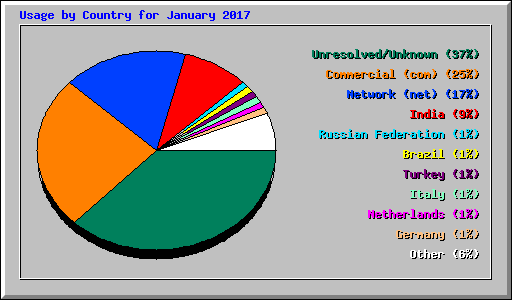 Usage by Country for January 2017
Unresolved/Unknown (37%)
Commercial (com) (25%)
Network (net) (17%)
India (9%)
Russian Federation (1%)
Brazil (1%)
Turkey (1%)
Italy (1%)
Netherlands (1%)
Germany (1%)
Other (6%)